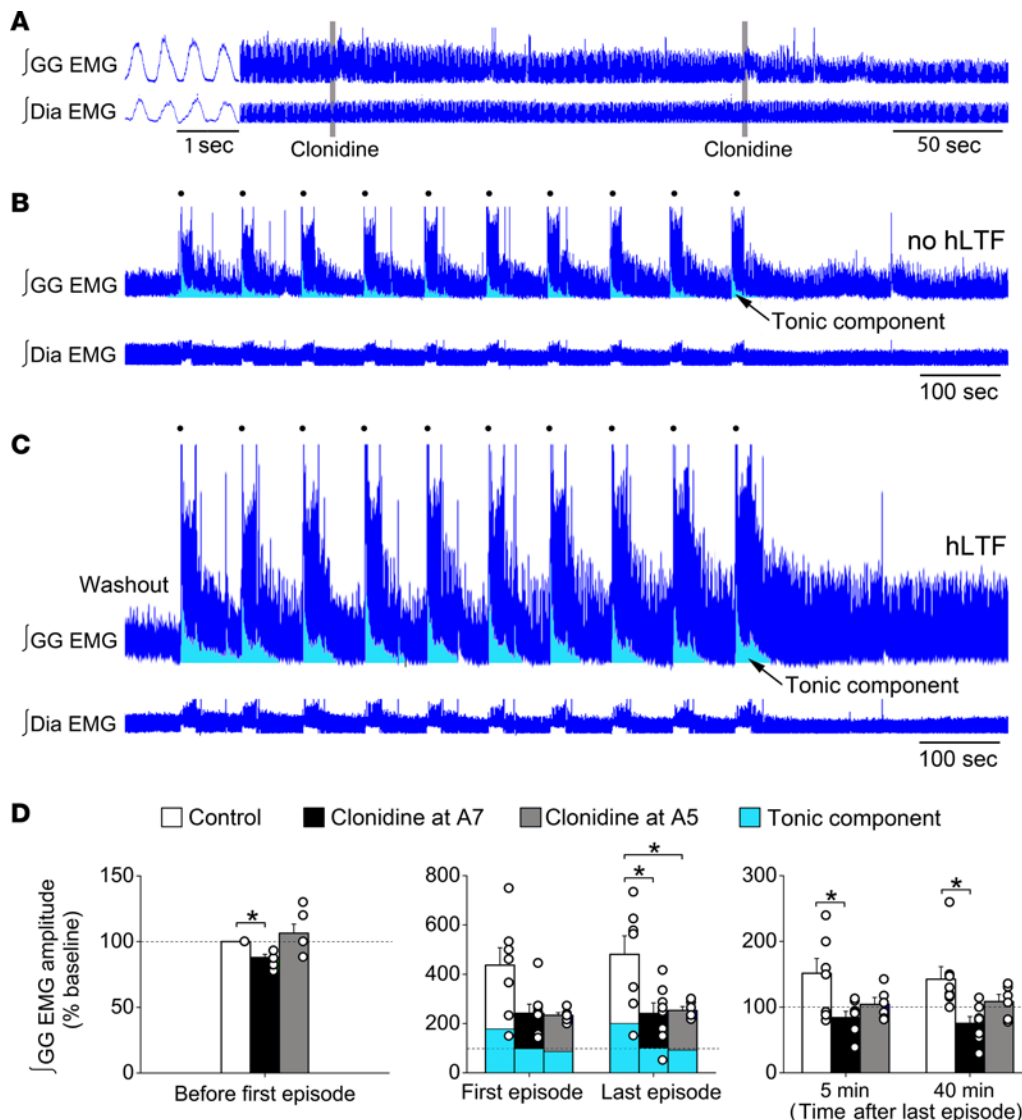 A
∫GG EMG
∫Dia EMG
1 sec
Clonidine
Clonidine
50 sec
B
no hLTF
∫GG EMG
Tonic component
∫Dia EMG
100 sec
C
hLTF
Washout
∫GG EMG
Tonic component
∫Dia EMG
100 sec
D
Control
Clonidine at A7
Clonidine at A5
Tonic component
∫GG EMG amplitude
(% baseline)
150
100
50
0
*
Before first episode
800
600
400
200
0
*
*
First episode
Last episode
300
200
100
0
*
*
5 min
40 min
(Time after last episode)